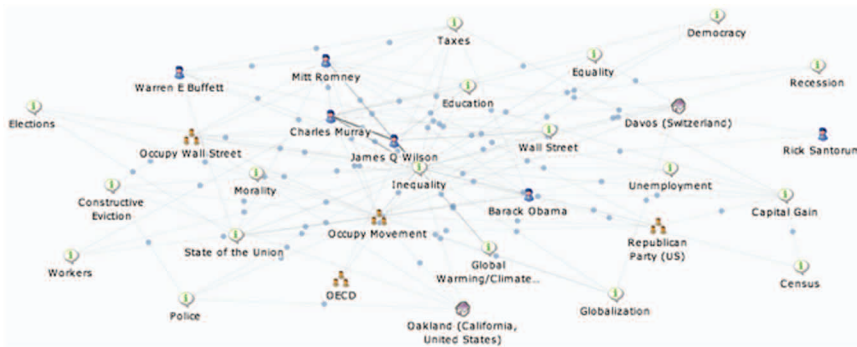 Democracy
Taxes
Mitt Romney
Equality
Recession
Warren E Buffett
Education
Elections
Charles Murray
Davos (Switzerland)
Occupy Wall Street
James Q Wilson
Wall Street
Rick Santorum
Morality
Inequality
Unemployment
Constructive
Eviction
Barack Obama
Capital Gain
Occupy Movement
State of the Union
Republican
Party (US)
Workers
Global
Warming/Climate..
Census
OECD
Police
Globalization
Oakland (California,
United States)